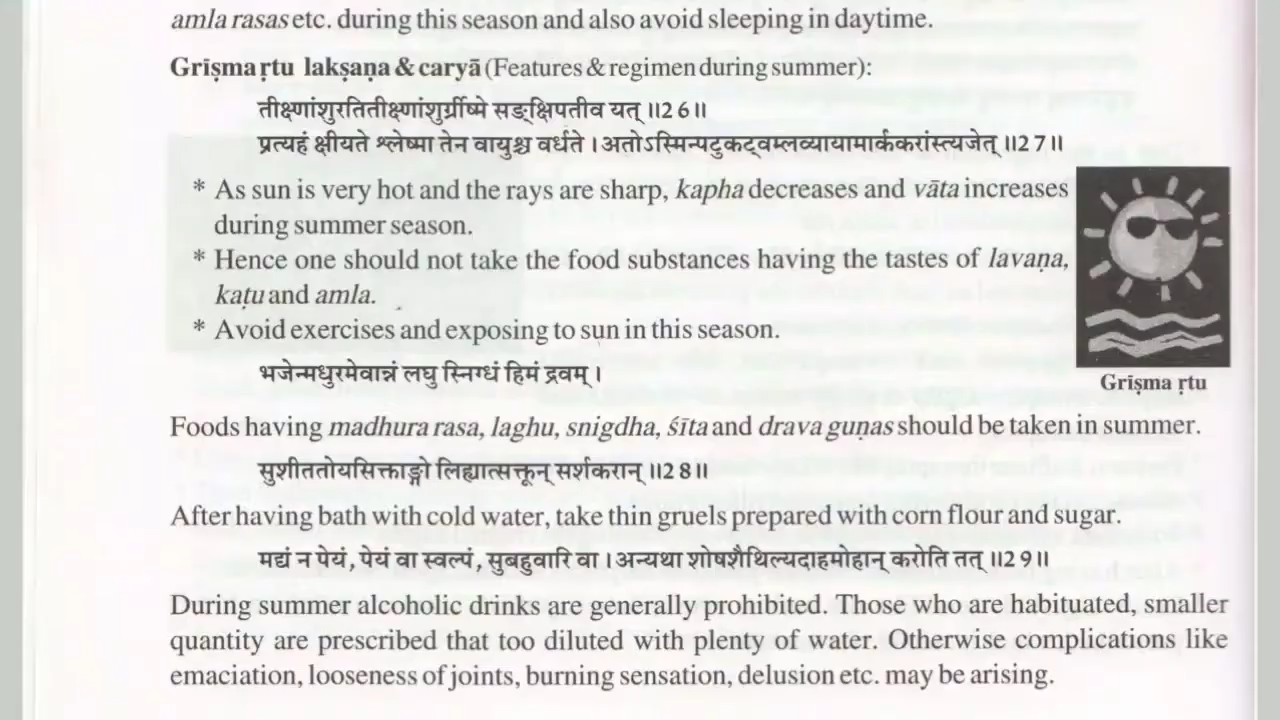 amla rasas etc. during this season and also avoid sleeping in daytime.
Grīṣma ṛtu lakṣaṇa & caryā (Features & regimen during summer):
तीक्ष्णांशुरतितीक्ष्णांशुर्ग्रीष्मे सङ्क्षिपतीव यत् ॥26॥
प्रत्यहं क्षीयते श्लेष्मा तेन वायुश्च वर्धते । अतोऽस्मिन्पटुकट्वम्लव्यायामार्ककरांस्त्यजेत् ॥27॥
* As sun is very hot and the rays are sharp, kapha decreases and vāta increases
during summer season.
* Hence one should not take the food substances having the tastes of lavaṇa,
kaṭu and amla.
* Avoid exercises and exposing to sun in this season.
भजेन्मधुरमेवान्नं लघु स्निग्धं हिमं द्रवम् ।
Grīṣma ṛtu
Foods having madhura rasa, laghu, snigdha, śīta and drava guṇas should be taken in summer.
सुशीततोयसिक्ताङ्गो लिह्यात्सक्तून् सर्शकरान् ॥28॥
After having bath with cold water, take thin gruels prepared with corn flour and sugar.
मद्यं न पेयं, पेयं वा स्वल्पं, सुबहुवारि वा । अन्यथा शोषशैथिल्यदाहमोहान् करोति तत् ॥29॥
During summer alcoholic drinks are generally prohibited. Those who are habituated, smaller
quantity are prescribed that too diluted with plenty of water. Otherwise complications like
emaciation, looseness of joints, burning sensation, delusion etc. may be arising.